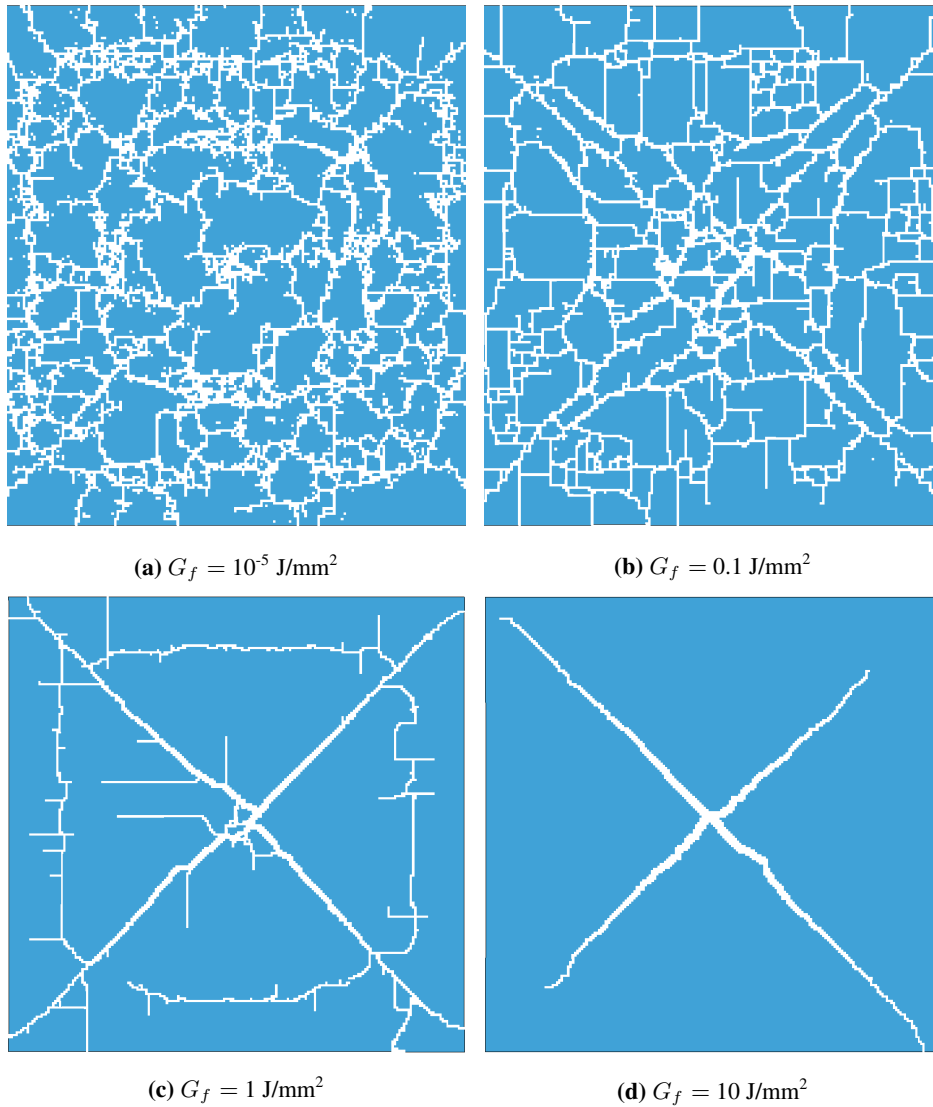 (a) G_f = 10^-5 J/mm^2
(b) G_f = 0.1 J/mm^2
(c) G_f = 1 J/mm^2
(d) G_f = 10 J/mm^2